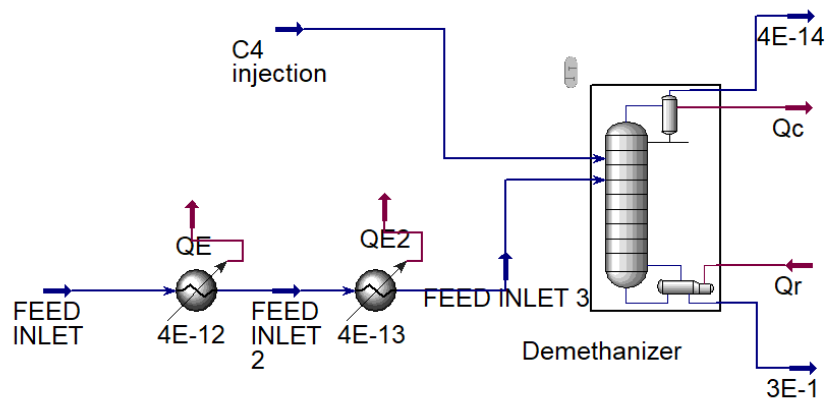 4E-14
C4
injection
Qc
QE
QE2
Qr
FEED
INLET
4E-12
FEED
INLET
2
4E-13
FEED INLET 3
Demethanizer
3E-1